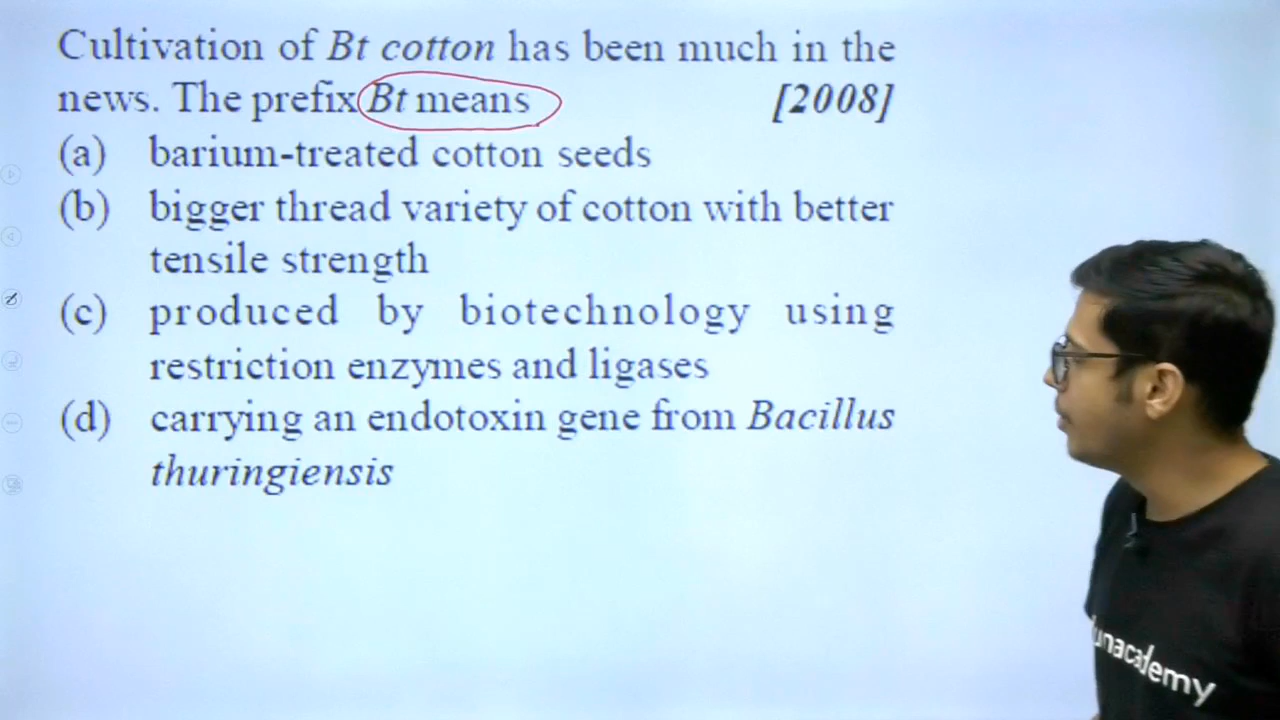 Cultivation of Bt cotton has been much in the
news. The prefix Bt means [2008]
(a) barium-treated cotton seeds
(b) bigger thread variety of cotton with better
tensile strength
(c) produced by biotechnology using
restriction enzymes and ligases
(d) carrying an endotoxin gene from Bacillus
thuringiensis
unacademy